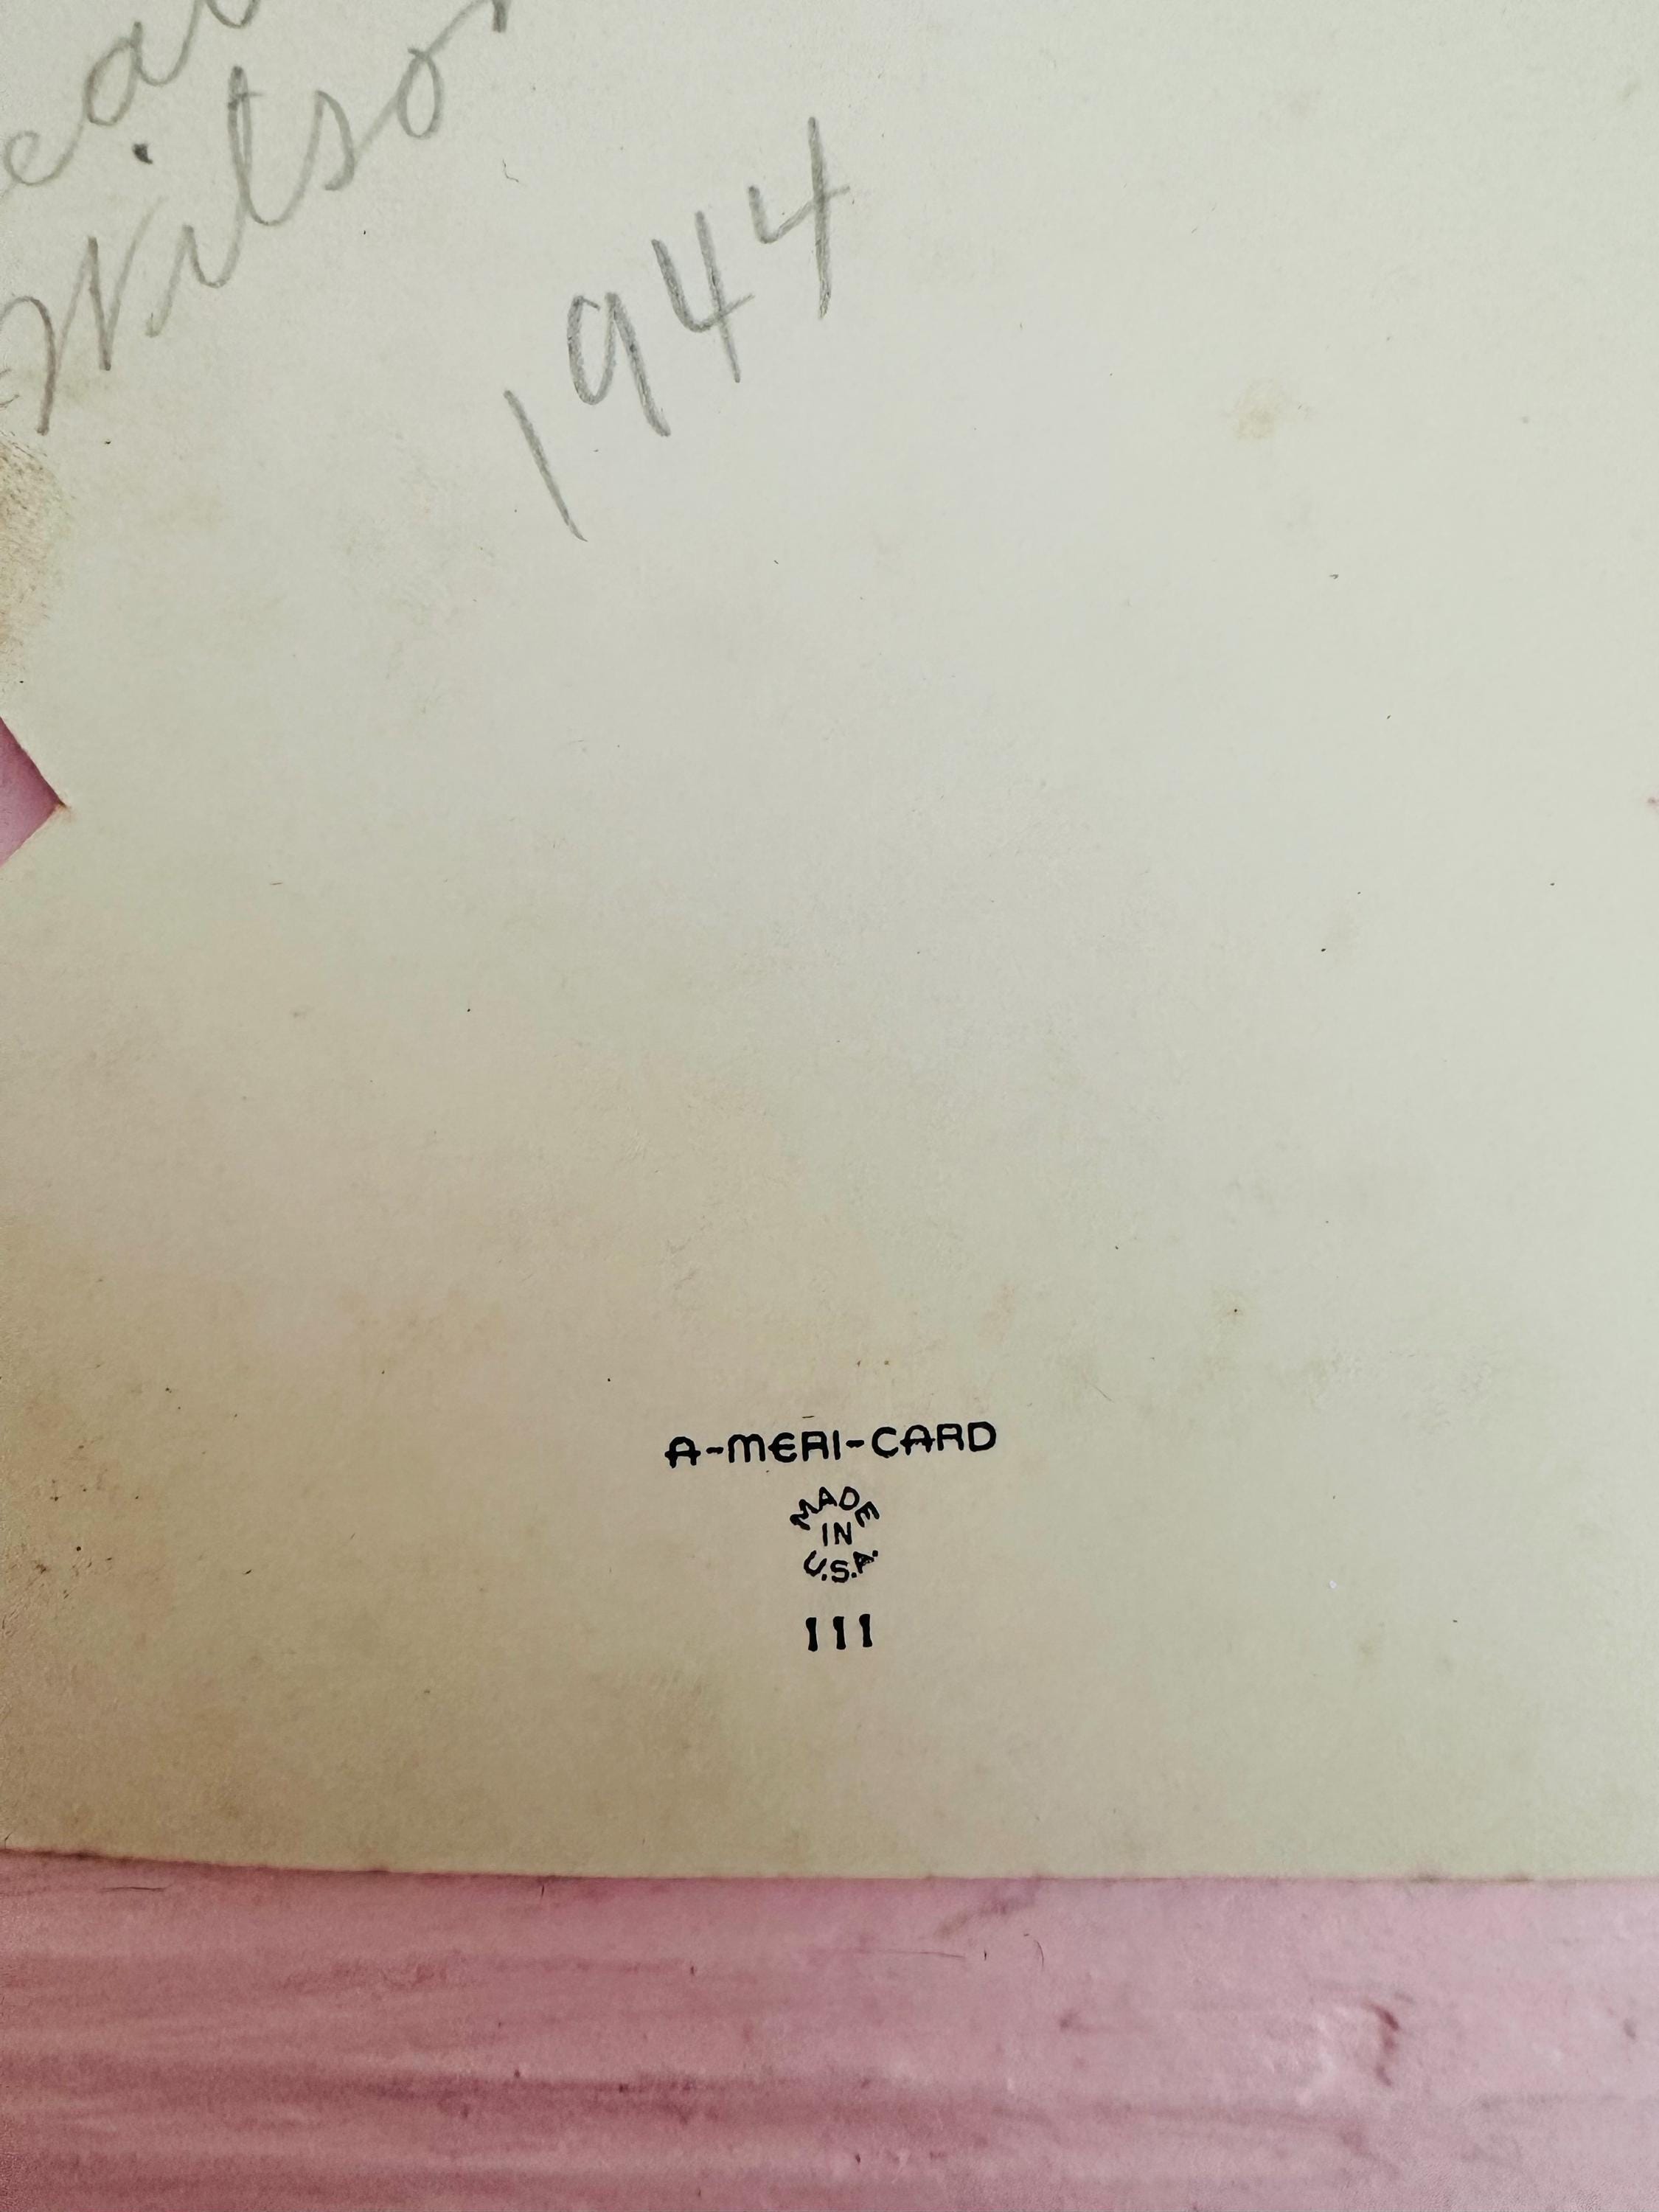 1944
A-MERI-CARD
MADE
IN
U.S.A.
111